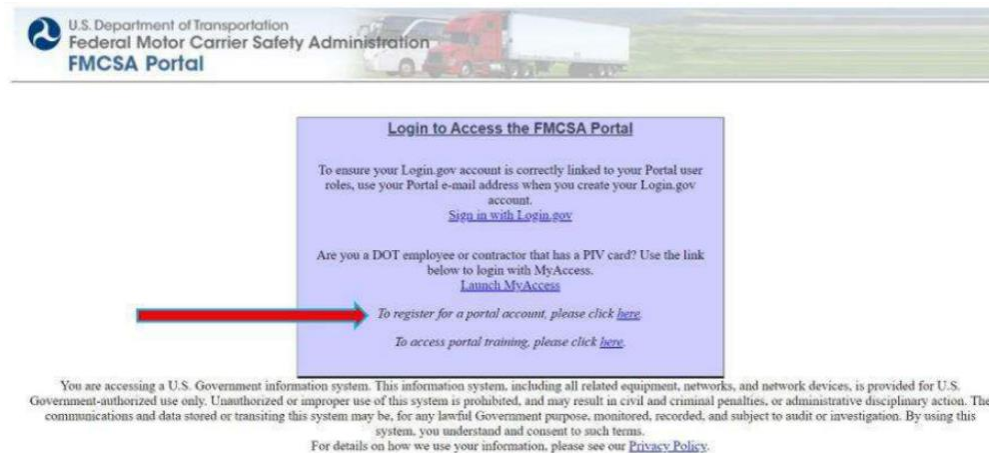 U.S. Department of Transportation
Federal Motor Carrier Safety Administration
FMCSA Portal
Login to Access the FMCSA Portal
To ensure your Login.gov account is correctly linked to your Portal user
roles, use your Portal e-mail address when you create your Login.gov
account.
Sign in with Login.gov
Are you a DOT employee or contractor that has a PIV card? Use the link
below to login with MyAccess.
Launch MyAccess
To register for a portal account, please click here.
To access portal training, please click here.
You are accessing a U.S. Government information system. This information system, including all related equipment, networks, and network devices, is provided for U.S.
Government-authorized use only. Unauthorized or improper use of this system is prohibited, and may result in civil and criminal penalties, or administrative disciplinary action. The
communications and data stored or transiting this system may be, for any lawful Government purpose, monitored, recorded, and subject to audit or investigation. By using this
system, you understand and consent to such terms.
For details on how we use your information, please see our Privacy Policy.